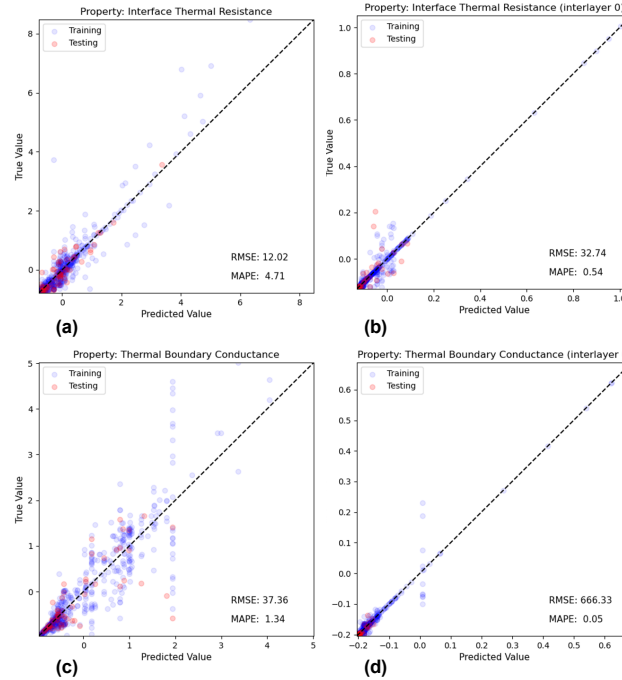 Property: Interface Thermal Resistance
Training
Testing
8
6
4
2
0
True Value
RMSE: 12.02
MAPE: 4.71
0 2 4 6 8
Predicted Value
(a)
Property: Interface Thermal Resistance (interlayer 0)
Training
Testing
1.0
0.8
0.6
0.4
0.2
0.0
True Value
RMSE: 32.74
MAPE: 0.54
0.0 0.2 0.4 0.6 0.8 1.0
Predicted Value
(b)
Property: Thermal Boundary Conductance
Training
Testing
5
4
3
2
1
0
True Value
RMSE: 37.36
MAPE: 1.34
0 1 2 3 4 5
Predicted Value
(c)
Property: Thermal Boundary Conductance (interlayer
Training
Testing
0.6
0.5
0.4
0.3
0.2
0.1
0.0
−0.1
−0.2
True Value
RMSE: 666.33
MAPE: 0.05
−0.2 −0.1 0.0 0.1 0.2 0.3 0.4 0.5 0.6
Predicted Value
(d)